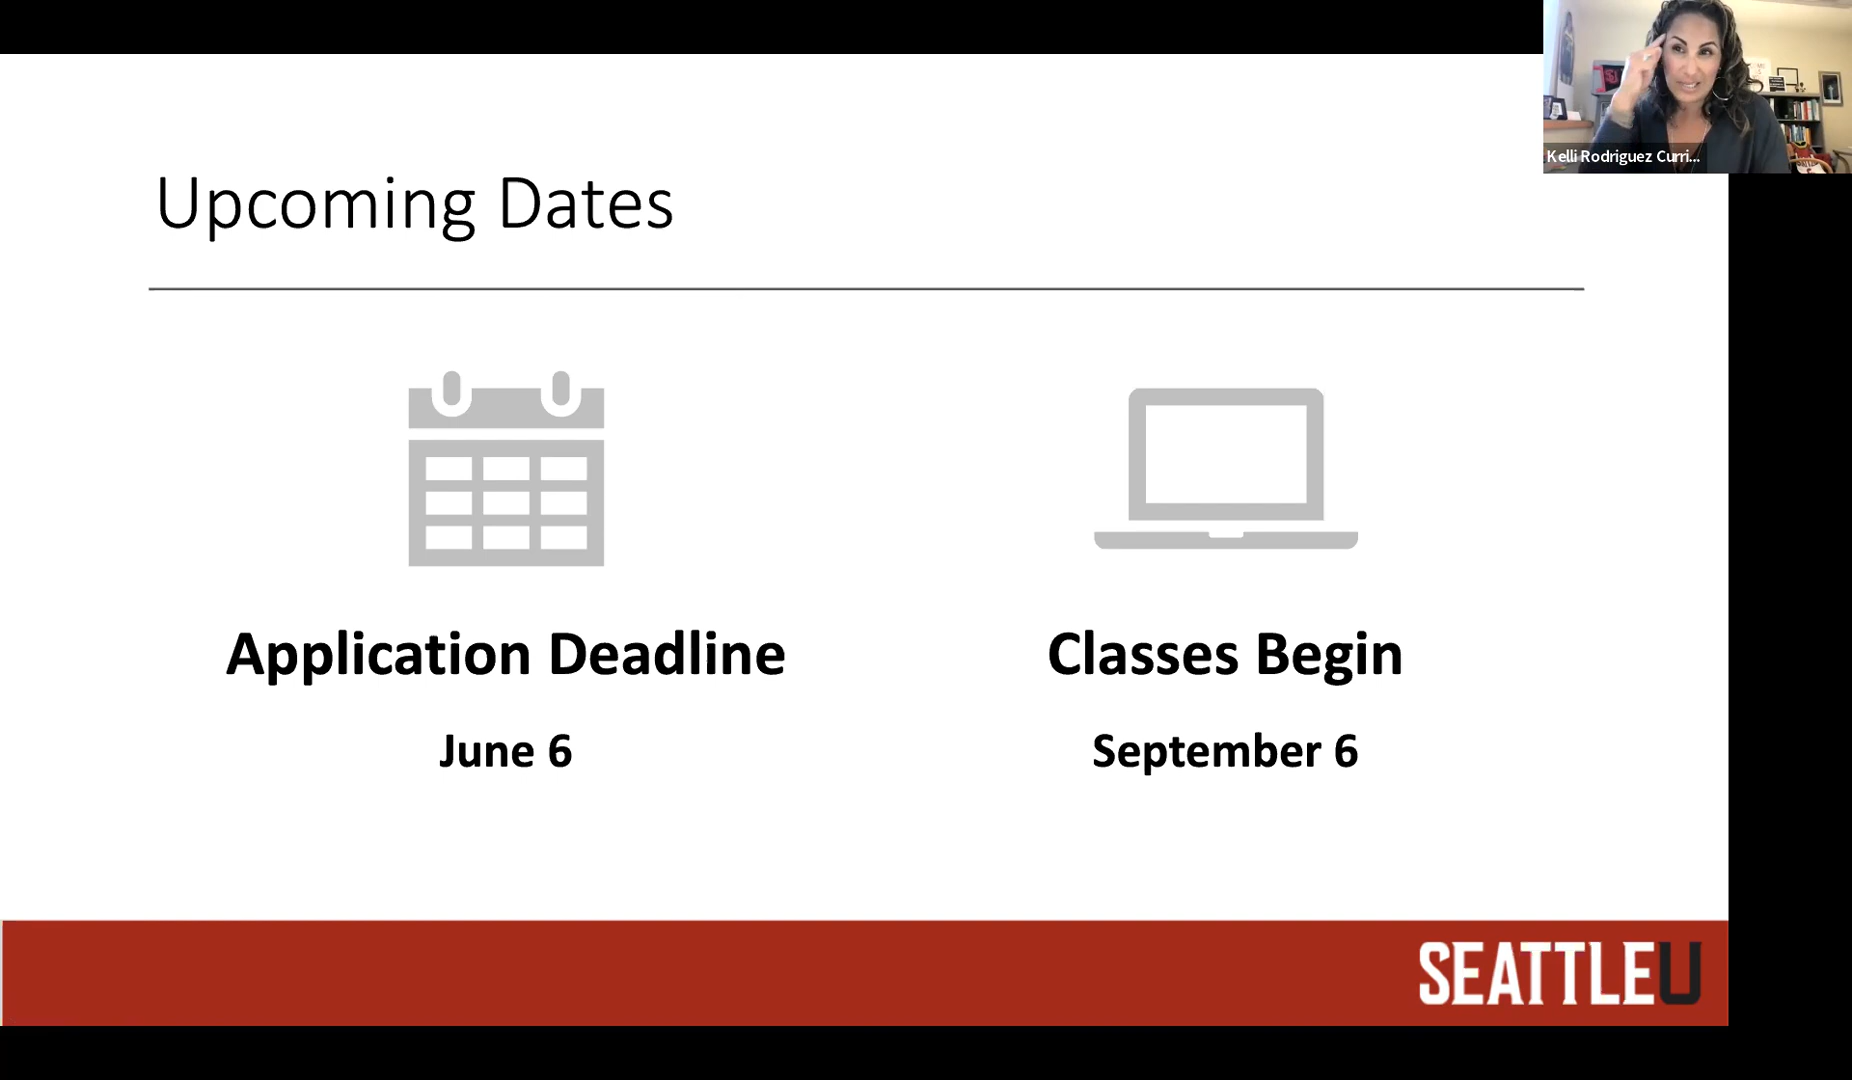 Kelli Rodriguez Curri...
Upcoming Dates
Application Deadline
June 6
Classes Begin
September 6
SEATTLEU